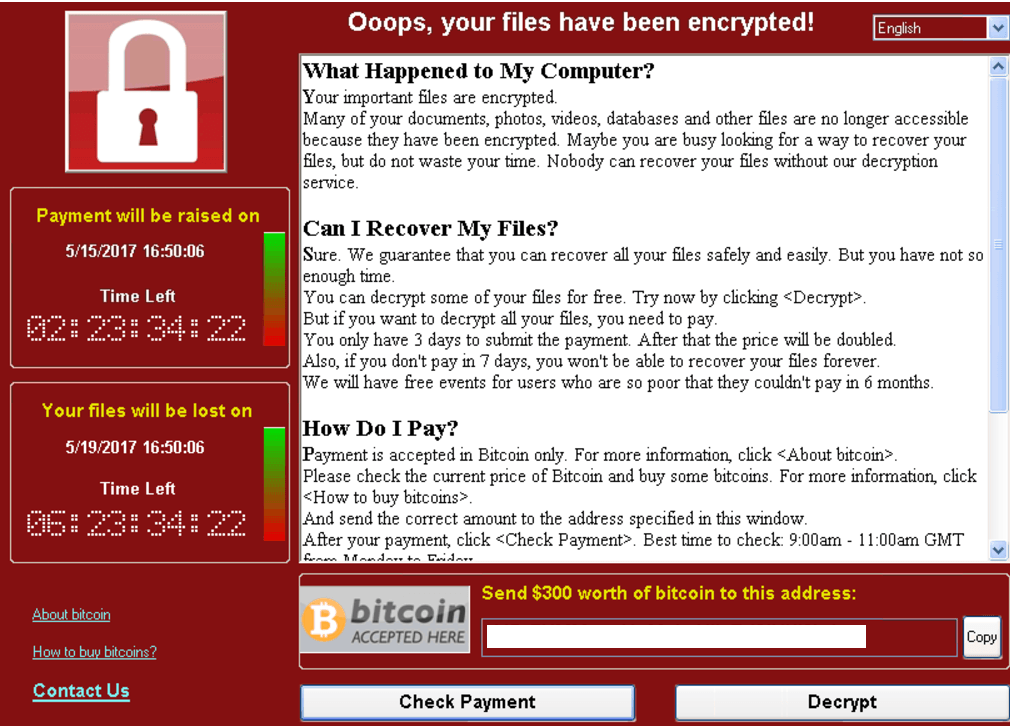 Ooops, your files have been encrypted!
English
What Happened to My Computer?
Your important files are encrypted.
Many of your documents, photos, videos, databases and other files are no longer accessible
because they have been encrypted. Maybe you are busy looking for a way to recover your
files, but do not waste your time. Nobody can recover your files without our decryption
service.
Can I Recover My Files?
Sure. We guarantee that you can recover all your files safely and easily. But you have not so
enough time.
You can decrypt some of your files for free. Try now by clicking <Decrypt>.
But if you want to decrypt all your files, you need to pay.
You only have 3 days to submit the payment. After that the price will be doubled.
Also, if you don't pay in 7 days, you won't be able to recover your files forever.
We will have free events for users who are so poor that they couldn't pay in 6 months.
How Do I Pay?
Payment is accepted in Bitcoin only. For more information, click <About bitcoin>.
Please check the current price of Bitcoin and buy some bitcoins. For more information, click
<How to buy bitcoins>.
And send the correct amount to the address specified in this window.
After your payment, click <Check Payment>. Best time to check: 9:00am - 11:00am GMT
from Monday to Friday
Payment will be raised on
5/15/2017 16:50:06
Time Left
02:23:34:22
Your files will be lost on
5/19/2017 16:50:06
Time Left
06:23:34:22
About bitcoin
How to buy bitcoins?
Contact Us
bitcoin
ACCEPTED HERE
Send $300 worth of bitcoin to this address:
Copy
Check Payment
Decrypt